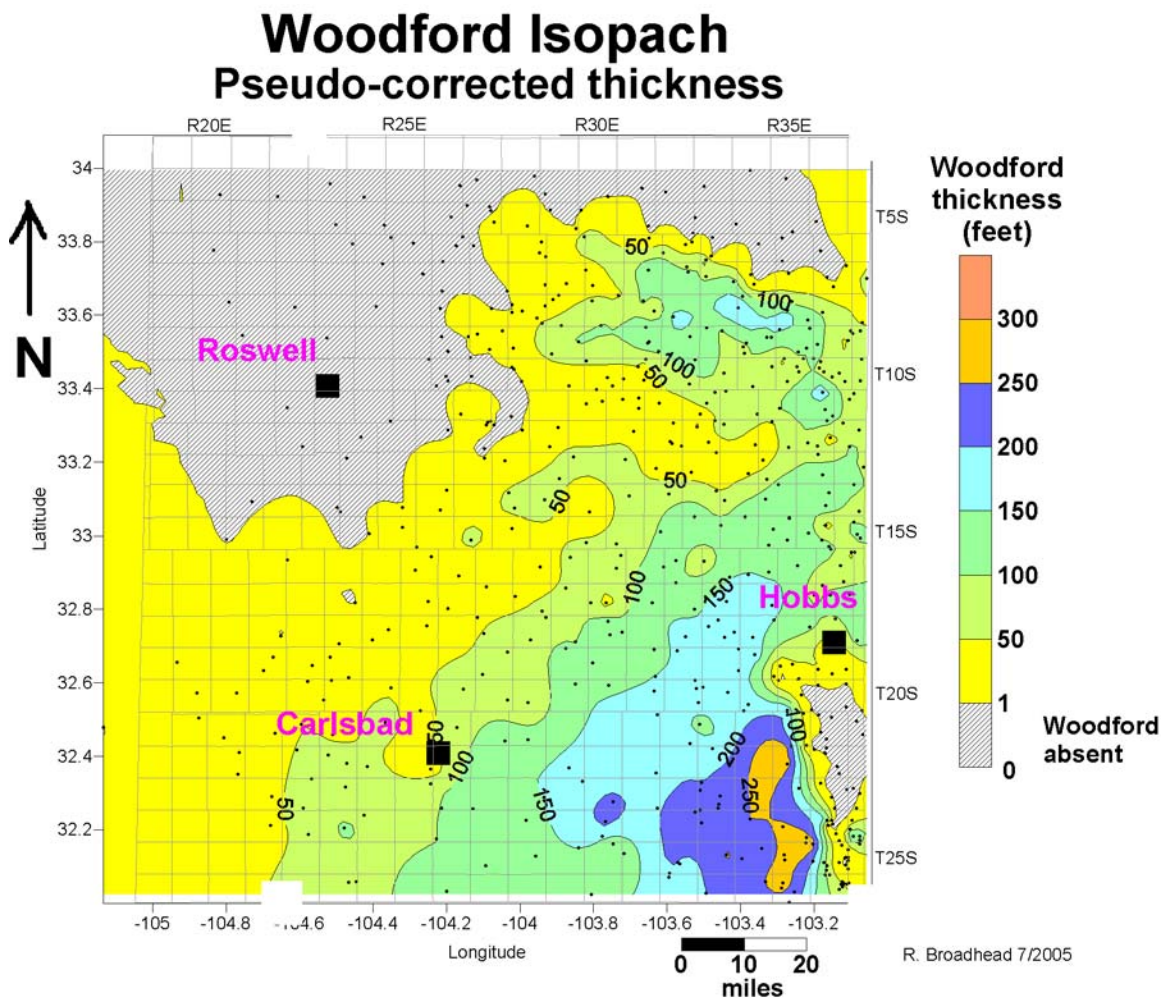 Woodford Isopach
Pseudo-corrected thickness
R20E R25E R30E R35E
34
33.8
33.6
33.4
33.2
33
32.8
32.6
32.4
32.2
Latitude
N
T5S
T10S
T15S
T20S
T25S
Roswell
Hobbs
Carlsbad
50
100
100
50
50
50
100
150
50
100
50
150
200
100
250
Woodford
thickness
(feet)
300
250
200
150
100
50
1
0
Woodford
absent
-105 -104.8 -104.4 -104.2 -104 -103.8 -103.6 -103.4 -103.2
Longitude
0 10 20
miles
R. Broadhead 7/2005